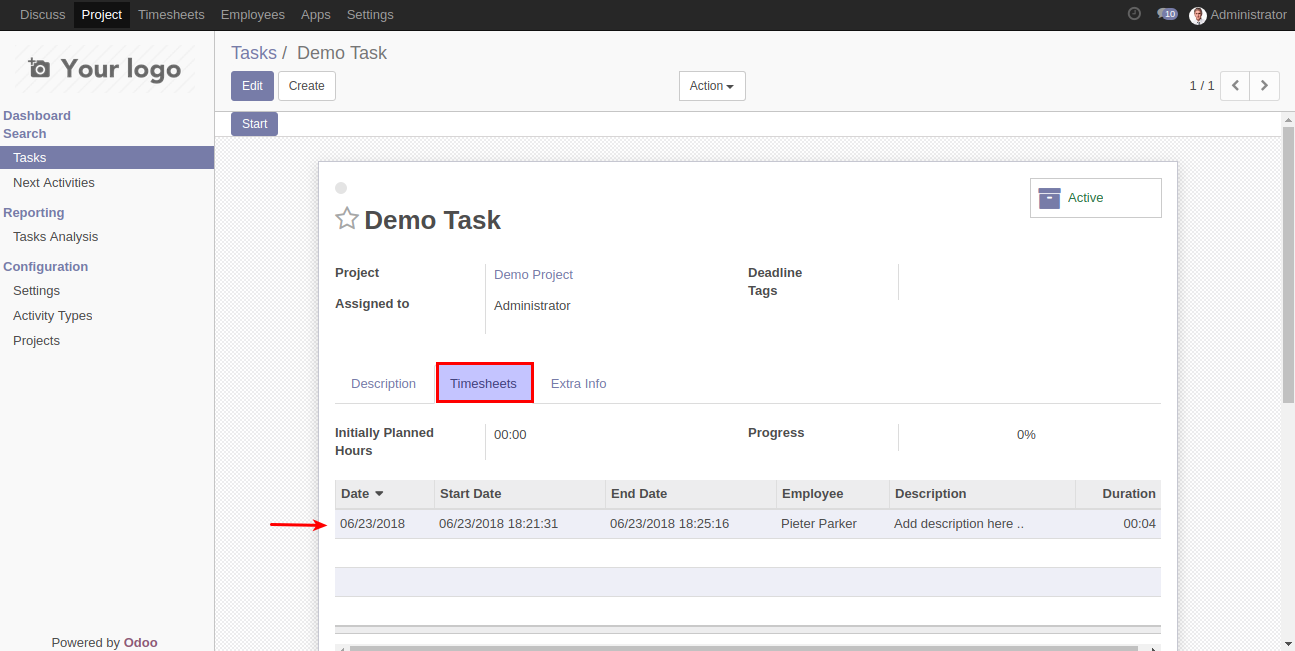 Discuss Project Timesheets Employees Apps Settings 10 Administrator
Your logo
Tasks / Demo Task
Edit Create Action 1 / 1
Start
Dashboard
Search
Tasks
Next Activities
Reporting
Tasks Analysis
Configuration
Settings
Activity Types
Projects
Powered by Odoo
Active
Demo Task
Project Demo Project
Assigned to Administrator
Deadline
Tags
Description Timesheets Extra Info
Initially Planned
Hours
00:00
Progress 0%
Date Start Date End Date Employee Description Duration
06/23/2018 06/23/2018 18:21:31 06/23/2018 18:25:16 Pieter Parker Add description here .. 00:04